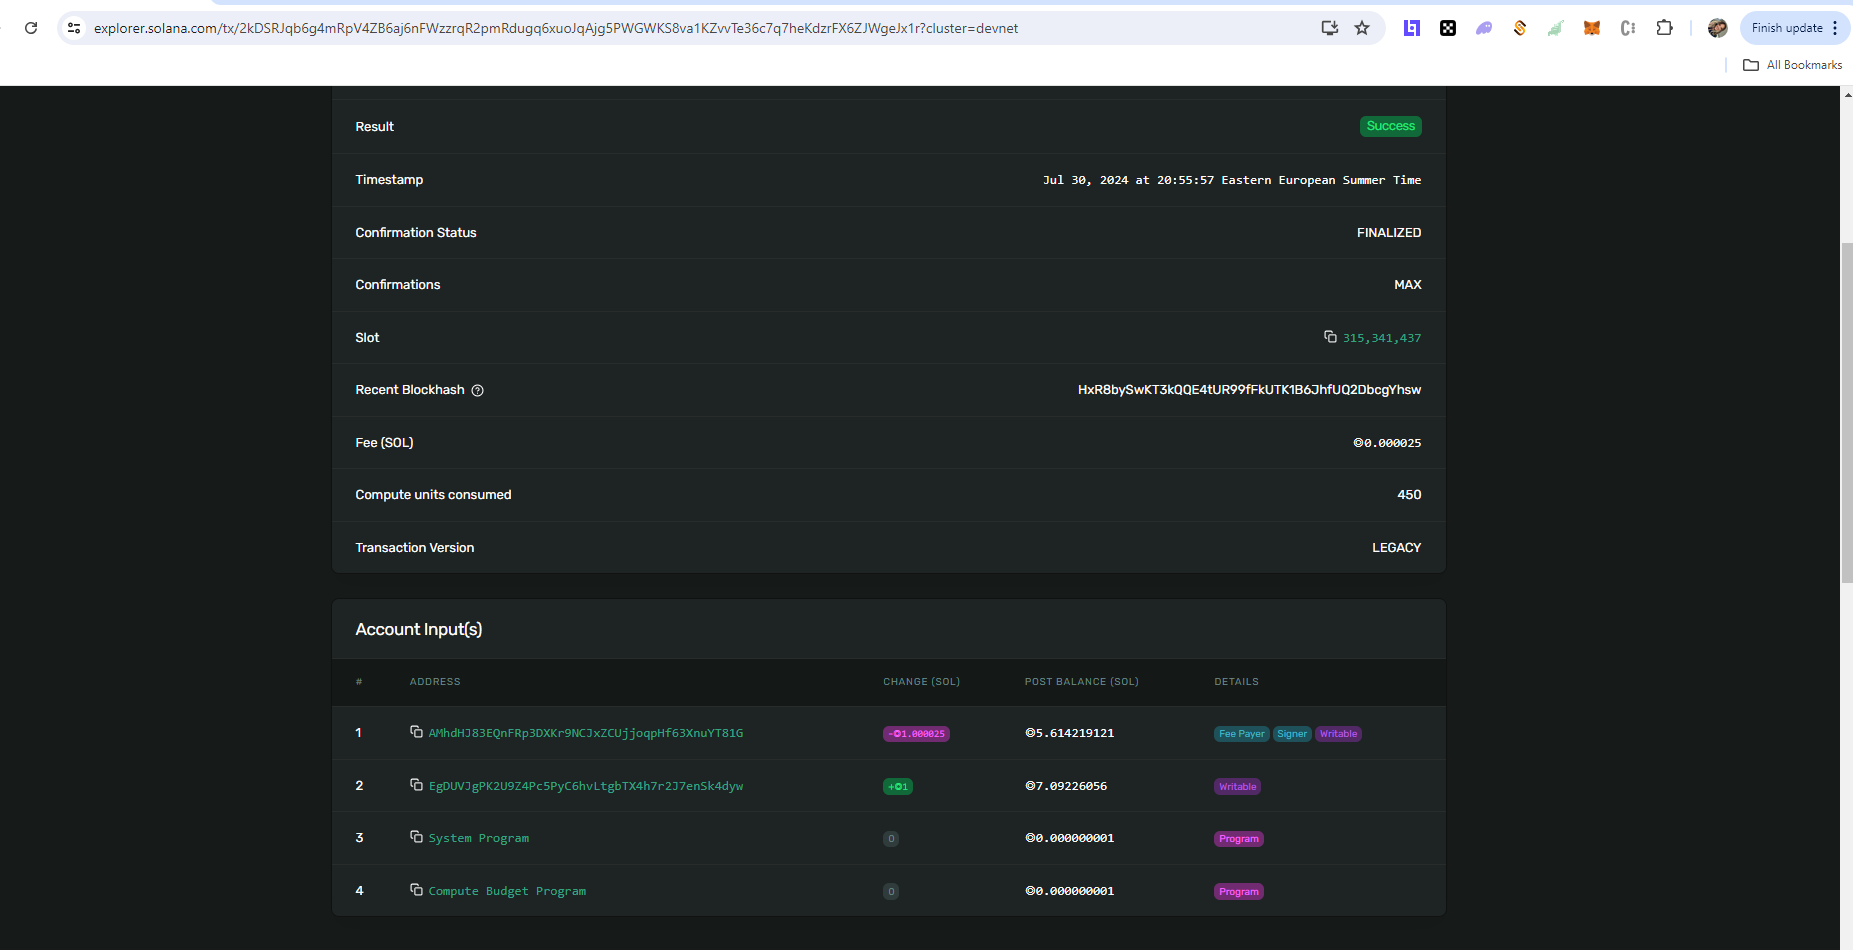 explorer.solana.com/tx/2kDSRJqb6g4mRpV4ZB6aj6nFWzzrqR2pmRdugq6xuoJqAjg5PWGWKS8va1KZvvTe36c7q7heKdzrFX6ZJWgeJx1r?cluster=devnet
Finish update
All Bookmarks
Result Success
Timestamp Jul 30, 2024 at 20:55:57 Eastern European Summer Time
Confirmation Status FINALIZED
Confirmations MAX
Slot 315,341,437
Recent Blockhash HxR8bySwKT3kQQE4tUR99fFkUTK1B6JhfUQ2DbcgYhsw
Fee (SOL) ◎0.000025
Compute units consumed 450
Transaction Version LEGACY
Account Input(s)
# ADDRESS CHANGE (SOL) POST BALANCE (SOL) DETAILS
1 AMhdHJ83EQnFRp3DXKr9NCJxZCUjjoqpHf63XnuYT81G -◎1.000025 ◎5.614219121 Fee Payer Signer Writable
2 EgDUVJgPK2U9Z4Pc5PyC6hvLtgbTX4h7r2J7enSk4dyw +◎1 ◎7.09226056 Writable
3 System Program 0 ◎0.000000001 Program
4 Compute Budget Program 0 ◎0.000000001 Program